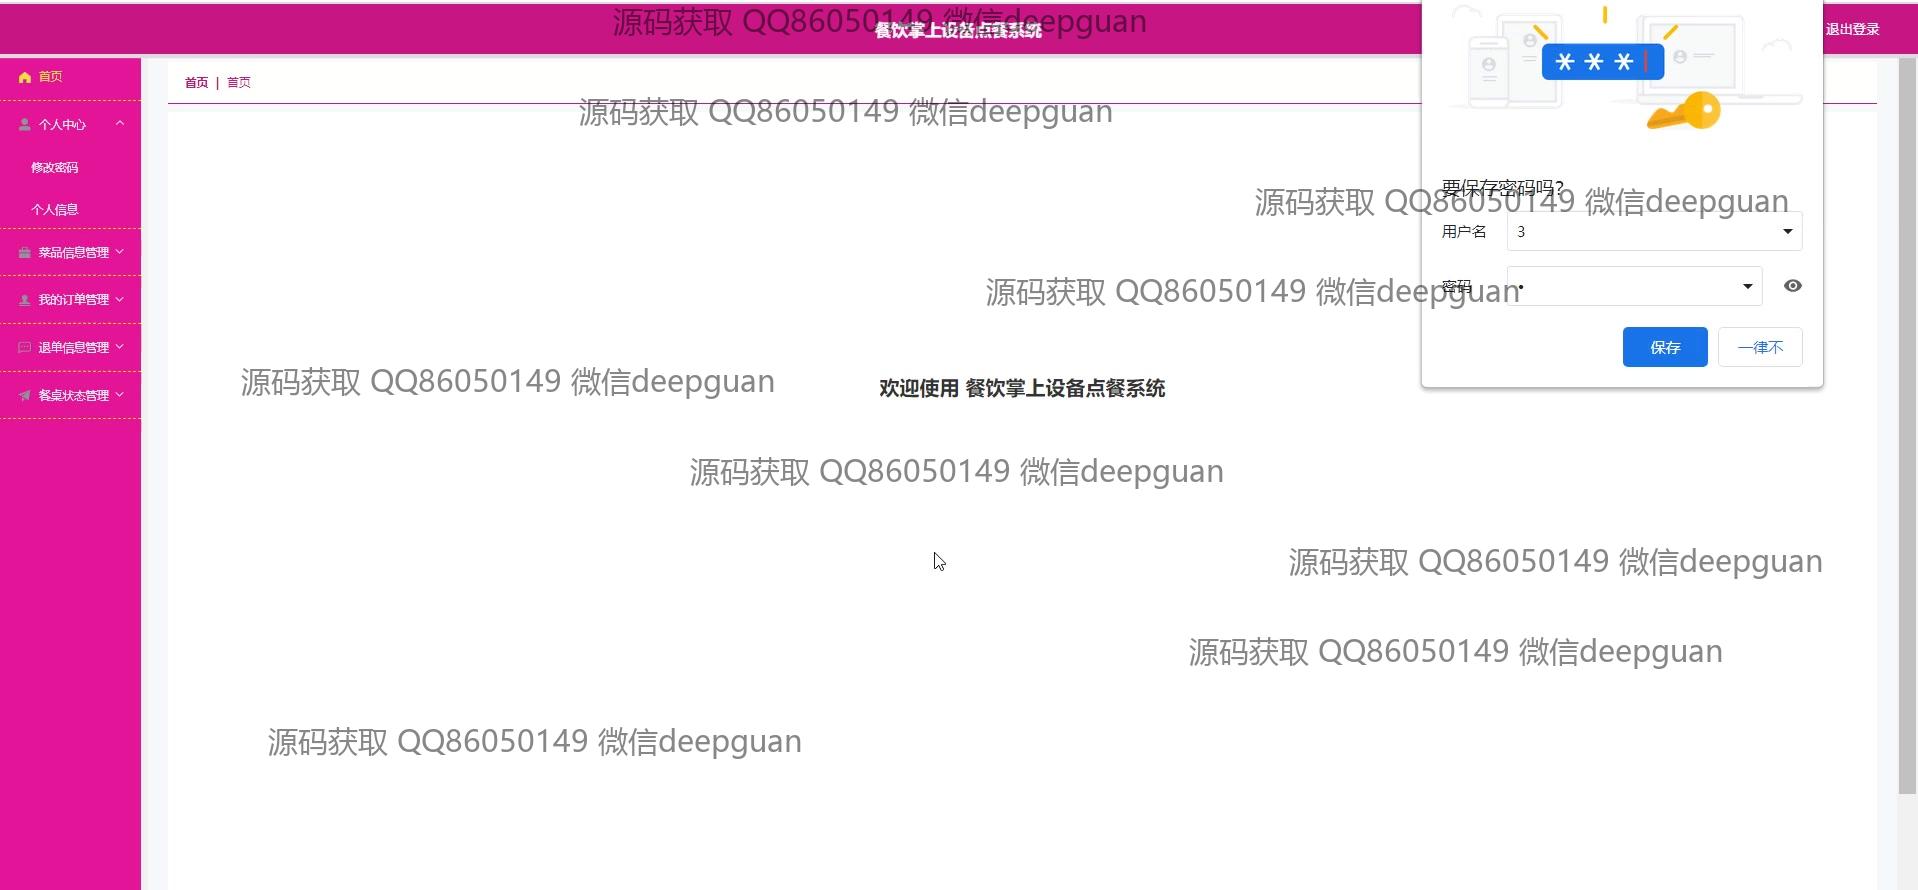 源码获取 QQ86050149 微信deepguan
餐饮掌上设备点餐系统
退出登录
首页
首页 | 首页
源码获取 QQ86050149 微信deepguan
个人中心
修改密码
个人信息
菜品信息管理
我的订单管理
退单信息管理
餐桌状态管理
***
要保存密码吗?
源码获取 QQ86050149 微信deepguan
用户名 3
密码 •
源码获取 QQ86050149 微信deepguan
保存 一律不
源码获取 QQ86050149 微信deepguan
欢迎使用 餐饮掌上设备点餐系统
源码获取 QQ86050149 微信deepguan
源码获取 QQ86050149 微信deepguan
源码获取 QQ86050149 微信deepguan
源码获取 QQ86050149 微信deepguan